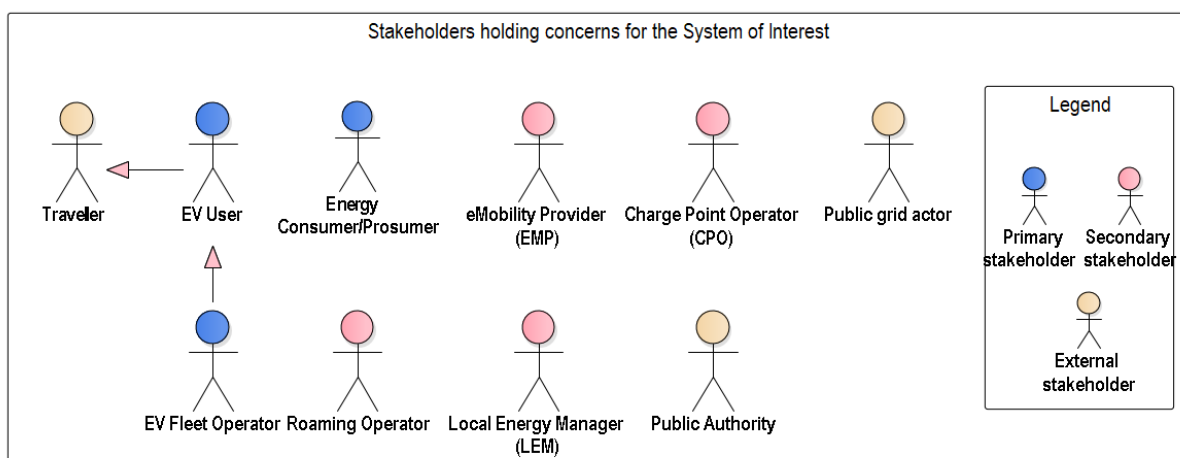 Stakeholders holding concerns for the System of Interest
Traveler
EV User
Energy
Consumer/Prosumer
eMobility Provider
(EMP)
Charge Point Operator
(CPO)
Public grid actor
EV Fleet Operator
Roaming Operator
Local Energy Manager
(LEM)
Public Authority
Legend
Primary
stakeholder
Secondary
stakeholder
External
stakeholder